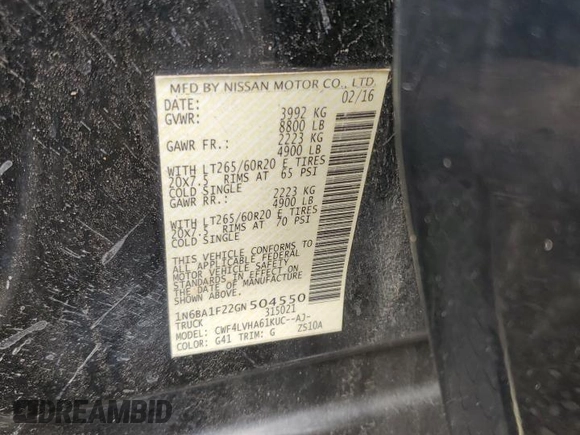 MFD BY NISSAN MOTOR CO., LTD.
DATE: 02/16
GVWR: 3992 KG
8800 LB
GAWR FR.: 2223 KG
4900 LB
WITH LT265/60R20 E TIRES
20X7.5 RIMS AT 65 PSI
COLD SINGLE
GAWR RR.: 2223 KG
4900 LB
WITH LT265/60R20 E TIRES
20X7.5 RIMS AT 70 PSI
COLD SINGLE
THIS VEHICLE CONFORMS TO
ALL APPLICABLE FEDERAL
MOTOR VEHICLE SAFETY
STANDARDS IN EFFECT ON
THE DATE OF MANUFACTURE
1N6BA1F22GN504550
TRUCK 315021
MODEL: CWF4LVHA61KUC--AJ-
COLOR: G41 TRIM: G ZS10A
DREAMBID